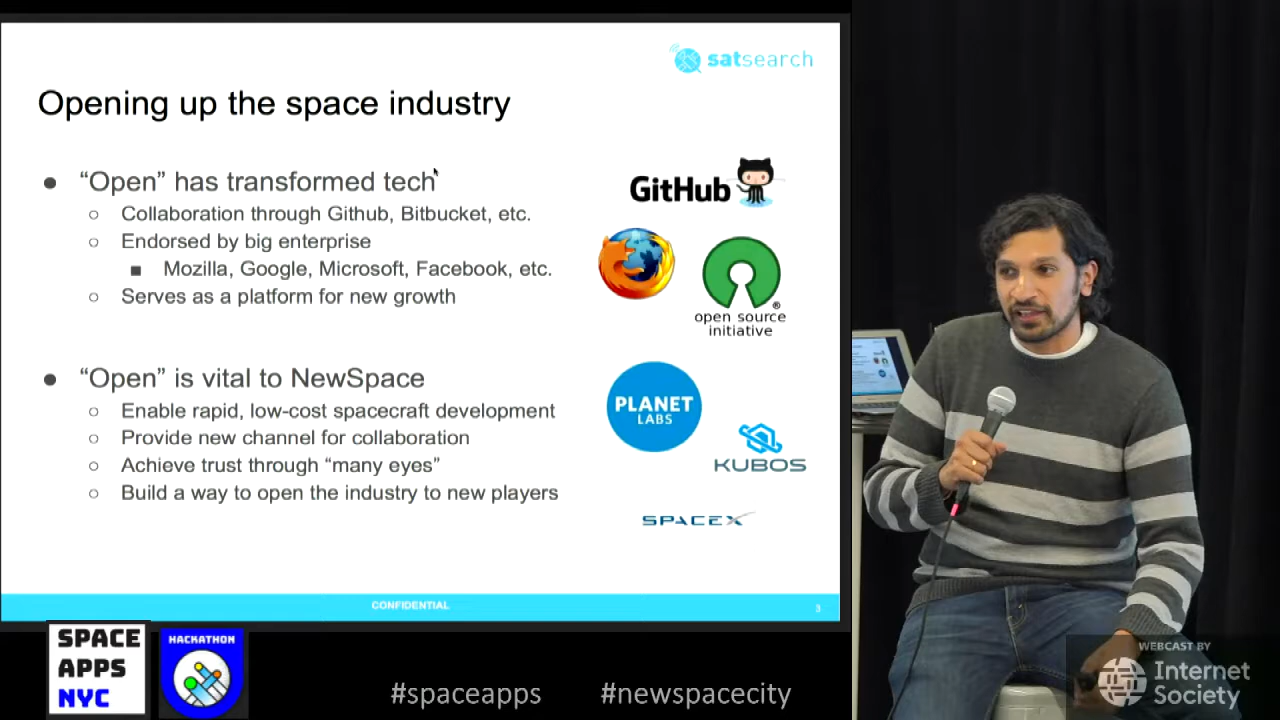 satsearch
Opening up the space industry
● “Open” has transformed tech
○ Collaboration through Github, Bitbucket, etc.
○ Endorsed by big enterprise
■ Mozilla, Google, Microsoft, Facebook, etc.
○ Serves as a platform for new growth
● “Open” is vital to NewSpace
○ Enable rapid, low-cost spacecraft development
○ Provide new channel for collaboration
○ Achieve trust through “many eyes”
○ Build a way to open the industry to new players
GitHub
open source
initiative
®
PLANET
LABS
KUBOS
SPACEX
CONFIDENTIAL
3
SPACE
APPS
NYC
HACKATHON
#spaceapps #newspacecity
WEBCAST BY
Internet
Society